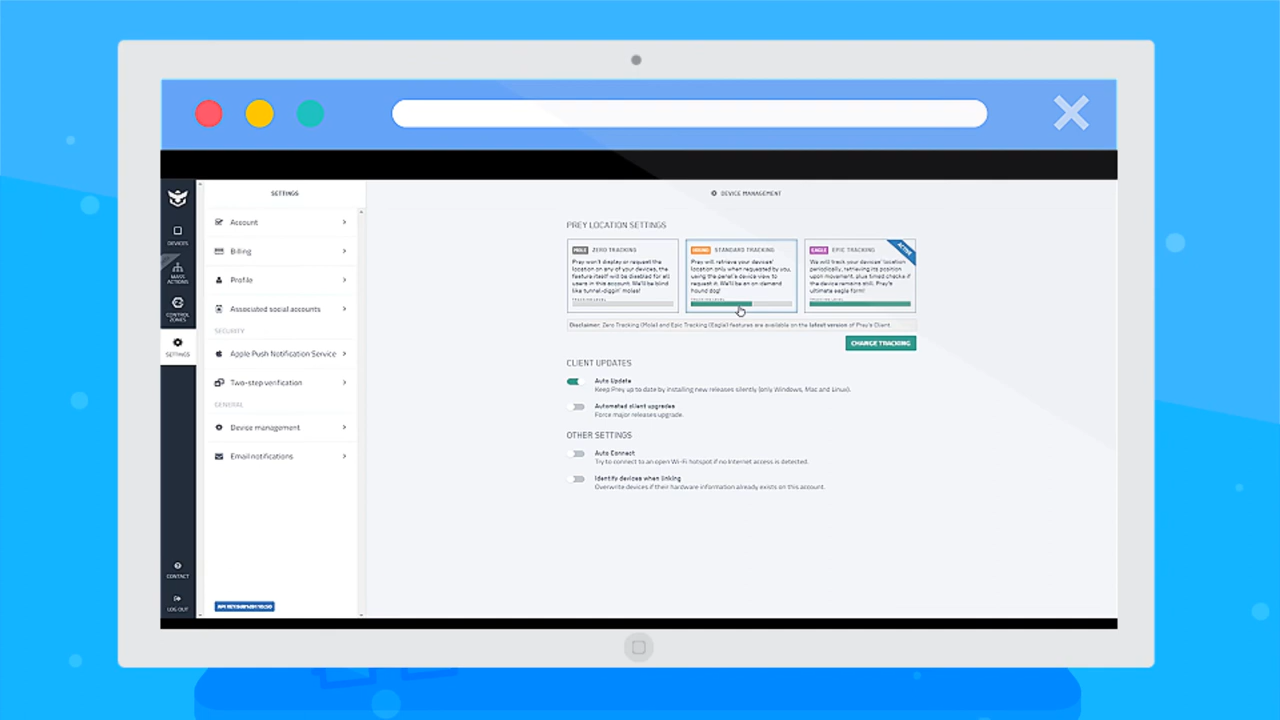 SETTINGS
DEVICE MANAGEMENT
DEVICES
MASS
ACTIONS
CONTROL
ZONES
SETTINGS
CONTACT
LOG OUT
Account
Billing
Profile
Associated social accounts
SECURITY
Apple Push Notification Service
Two-step verification
GENERAL
Device management
Email notifications
PREY LOCATION SETTINGS
MOLE ZERO TRACKING
Prey won't display or request the
location on any of your devices, the
feature itself will be disabled for all
users in this account. We'll be blind
like tunnel-diggin' moles!
TRACKING LEVEL
HOUND STANDARD TRACKING
Prey will retrieve your devices'
location only when requested by you,
using the panel's device view to
request it. We'll be an on demand
hound dog!
TRACKING LEVEL
EAGLE EPIC TRACKING
ACTIVE
We will track your devices' location
periodically, retrieving its position
upon movement, plus timed checks if
the device remains still. Prey's
ultimate eagle form!
Disclaimer: Zero Tracking (Mola) and Epic Tracking (Eagle) features are available on the latest version of Prey's Client.
CHANGE TRACKING
CLIENT UPDATES
Auto Update
Keep Prey up to date by installing new releases silently (only Windows, Mac and Linux).
Automated client upgrades
Force major releases upgrade.
OTHER SETTINGS
Auto Connect
Try to connect to an open Wi-Fi hotspot if no Internet access is detected.
Identify devices when linking
Overwrite devices if their hardware information already exists on this account.